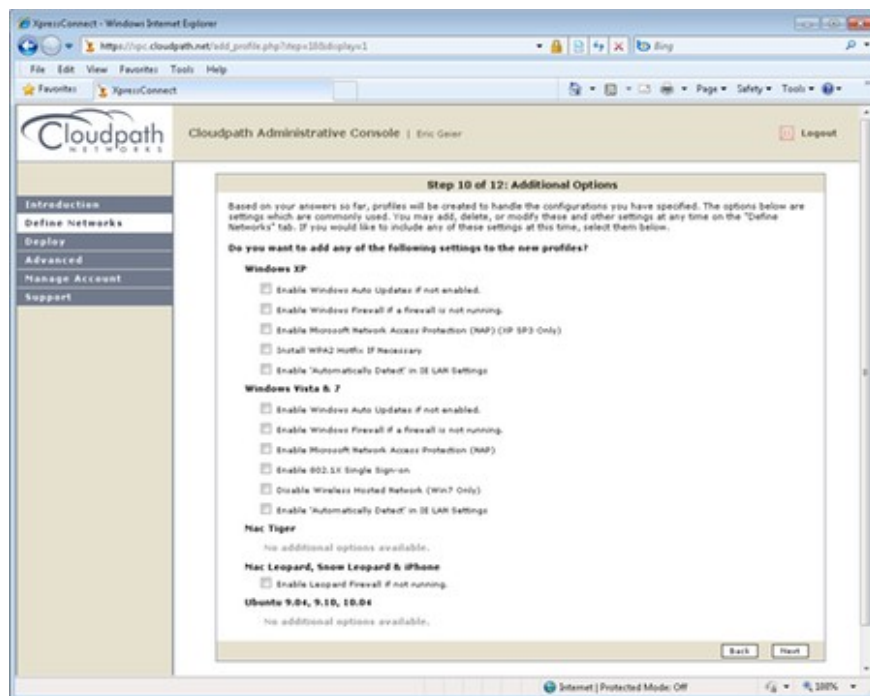 XpressConnect - Windows Internet Explorer
https://xpc.cloudpath.net/add_profile.php?step=10&display=1
Bing
File Edit View Favorites Tools Help
Favorites XpressConnect Page Safety Tools
Cloudpath
NETWORKS
Cloudpath Administrative Console | Eric Geier
Logout
Introduction
Define Networks
Deploy
Advanced
Manage Account
Support
Step 10 of 12: Additional Options
Based on your answers so far, profiles will be created to handle the configurations you have specified. The options below are
settings which are commonly used. You may add, delete, or modify these and other settings at any time on the "Define
Networks" tab. If you would like to include any of these settings at this time, select them below.
Do you want to add any of the following settings to the new profiles?
Windows XP
Enable Windows Auto Updates if not enabled.
Enable Windows Firewall if a firewall is not running.
Enable Microsoft Network Access Protection (NAP) (XP SP3 Only)
Install WPA2 Hotfix IF Necessary
Enable 'Automatically Detect' in IE LAN Settings
Windows Vista & 7
Enable Windows Auto Updates if not enabled.
Enable Windows Firewall if a firewall is not running.
Enable Microsoft Network Access Protection (NAP)
Enable 802.1X Single Sign-on
Disable Wireless Hosted Network (Win7 Only)
Enable 'Automatically Detect' in IE LAN Settings
Mac Tiger
No additional options available.
Mac Leopard, Snow Leopard & iPhone
Enable Leopard Firewall if not running.
Ubuntu 9.04, 9.10, 10.04
No additional options available.
Back Next
Internet | Protected Mode: Off
100%